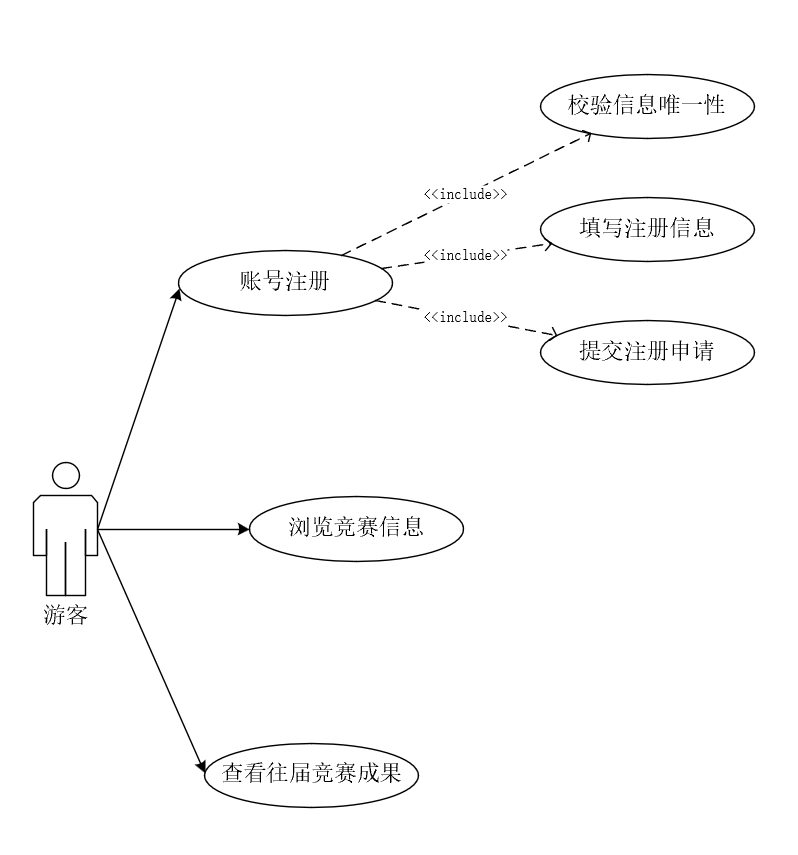 校验信息唯一性
<<include>>
填写注册信息
<<include>>
账号注册
<<include>>
提交注册申请
浏览竞赛信息
游客
查看往届竞赛成果